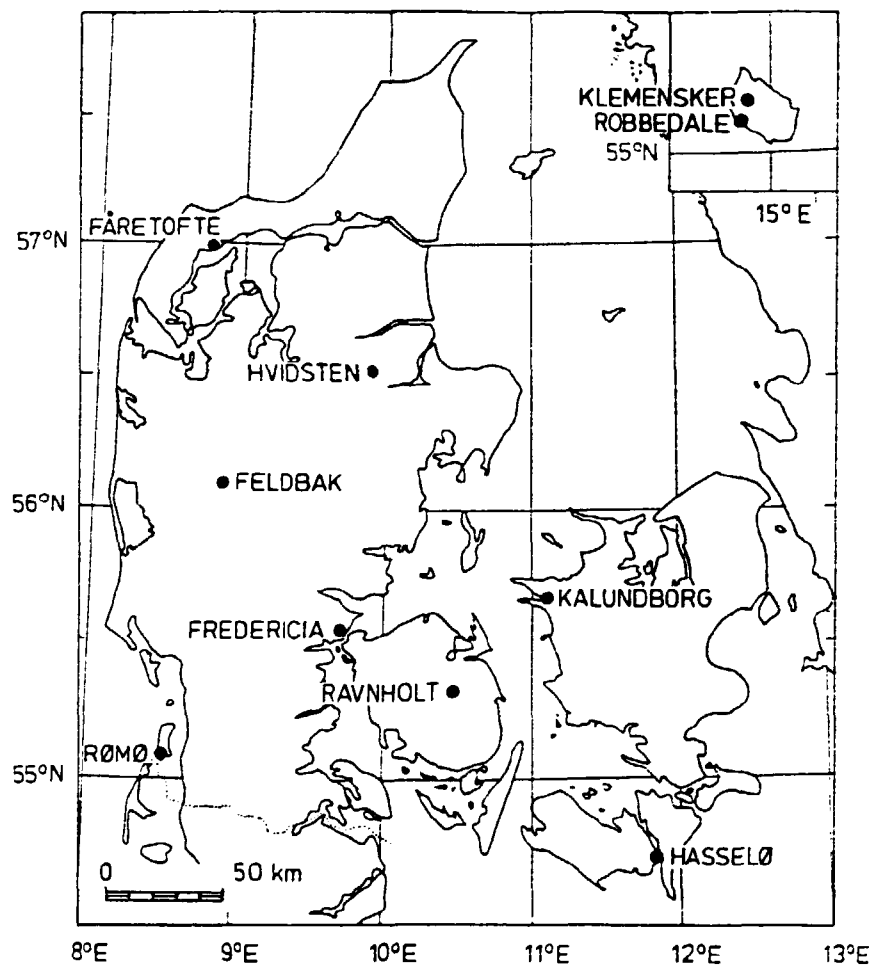 KLEMENSKER
ROBBEDALE
55°N
15° E
FÅRETOFTE
57°N
HVIDSTEN
FELDBAK
56°N
KALUNDBORG
FREDERICIA
RAVNHOLT
RØMØ
55°N
HASSELØ
0 50 km
8°E 9°E 10°E 11°E 12°E 13°E